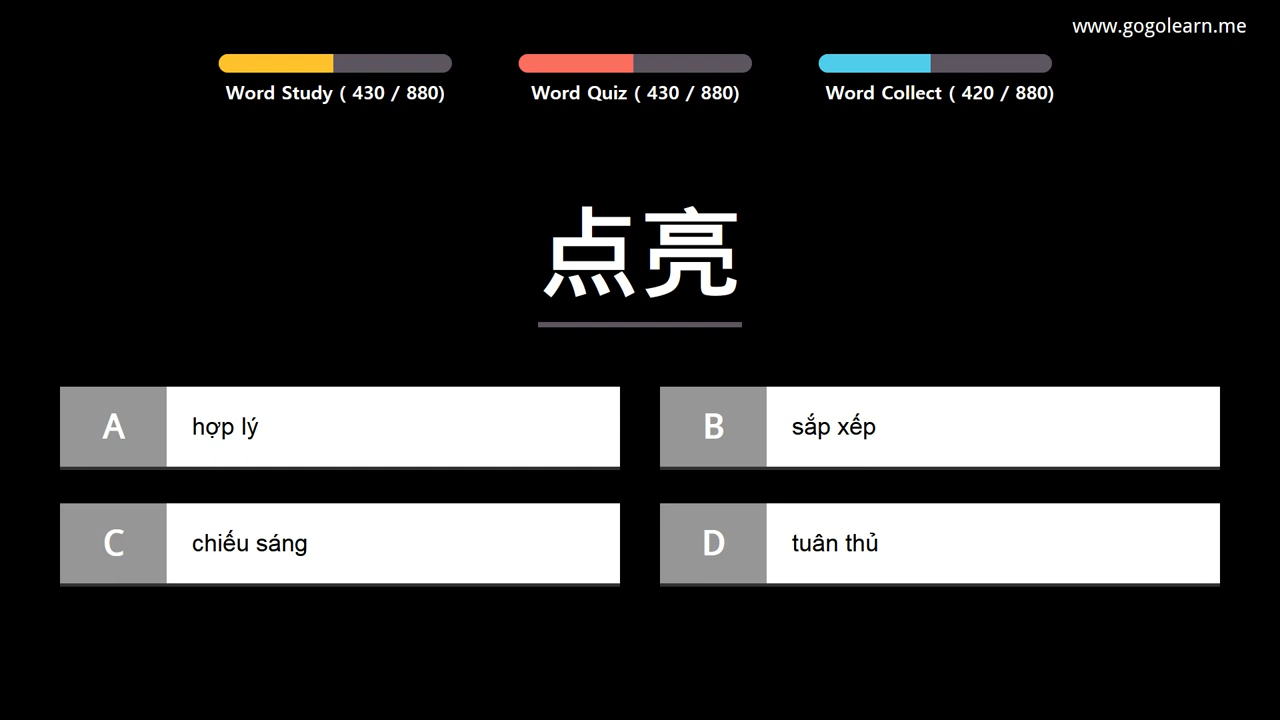 www.gogolearn.me
Word Study ( 430 / 880)
Word Quiz ( 430 / 880)
Word Collect ( 420 / 880)
点亮
A
hợp lý
B
sắp xếp
C
chiếu sáng
D
tuân thủ